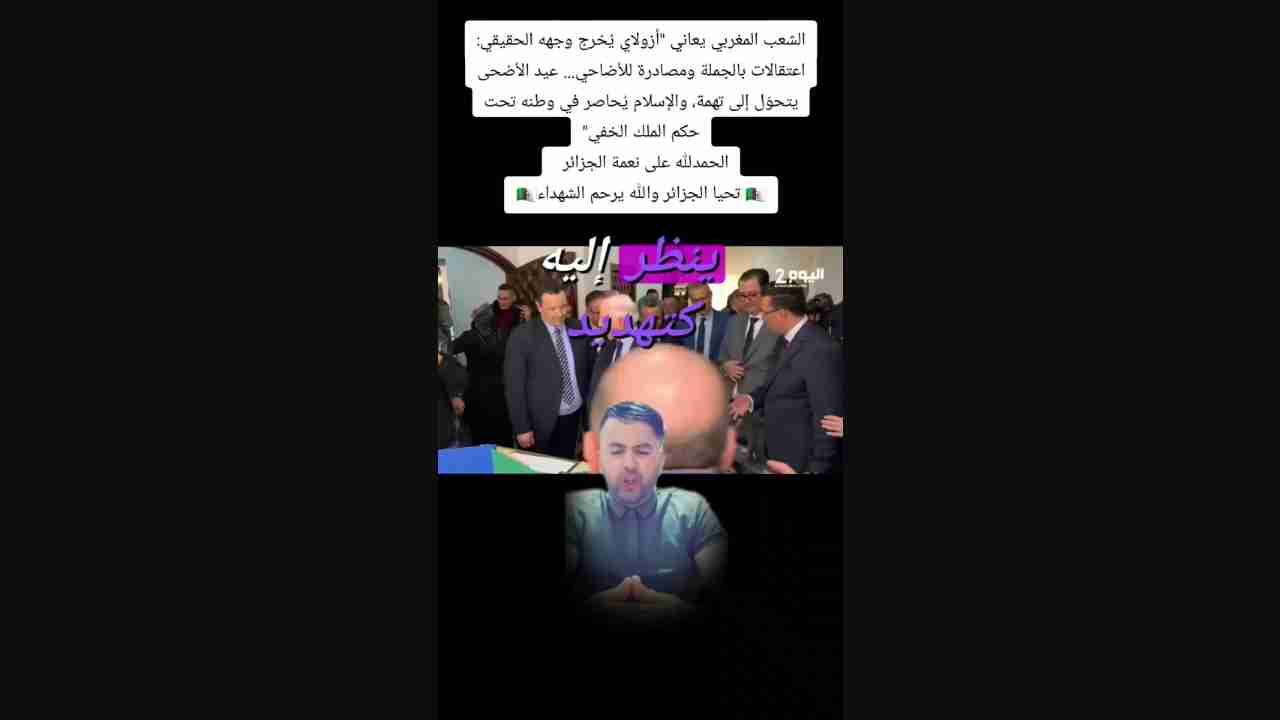 الشعب المغربي يعاني "أزولاي يُخرج وجهه الحقيقي:
اعتقالات بالجملة ومصادرة للأضاحي... عيد الأضحى
يتحوّل إلى تهمة، والإسلام يُحاصر في وطنه تحت
حكم الملك الخفي"
الحمدلله على نعمة الجزائر
🇩🇿 تحيا الجزائر والله يرحم الشهداء🇩🇿
ينظر إليه
كتهديد
اليوم 24